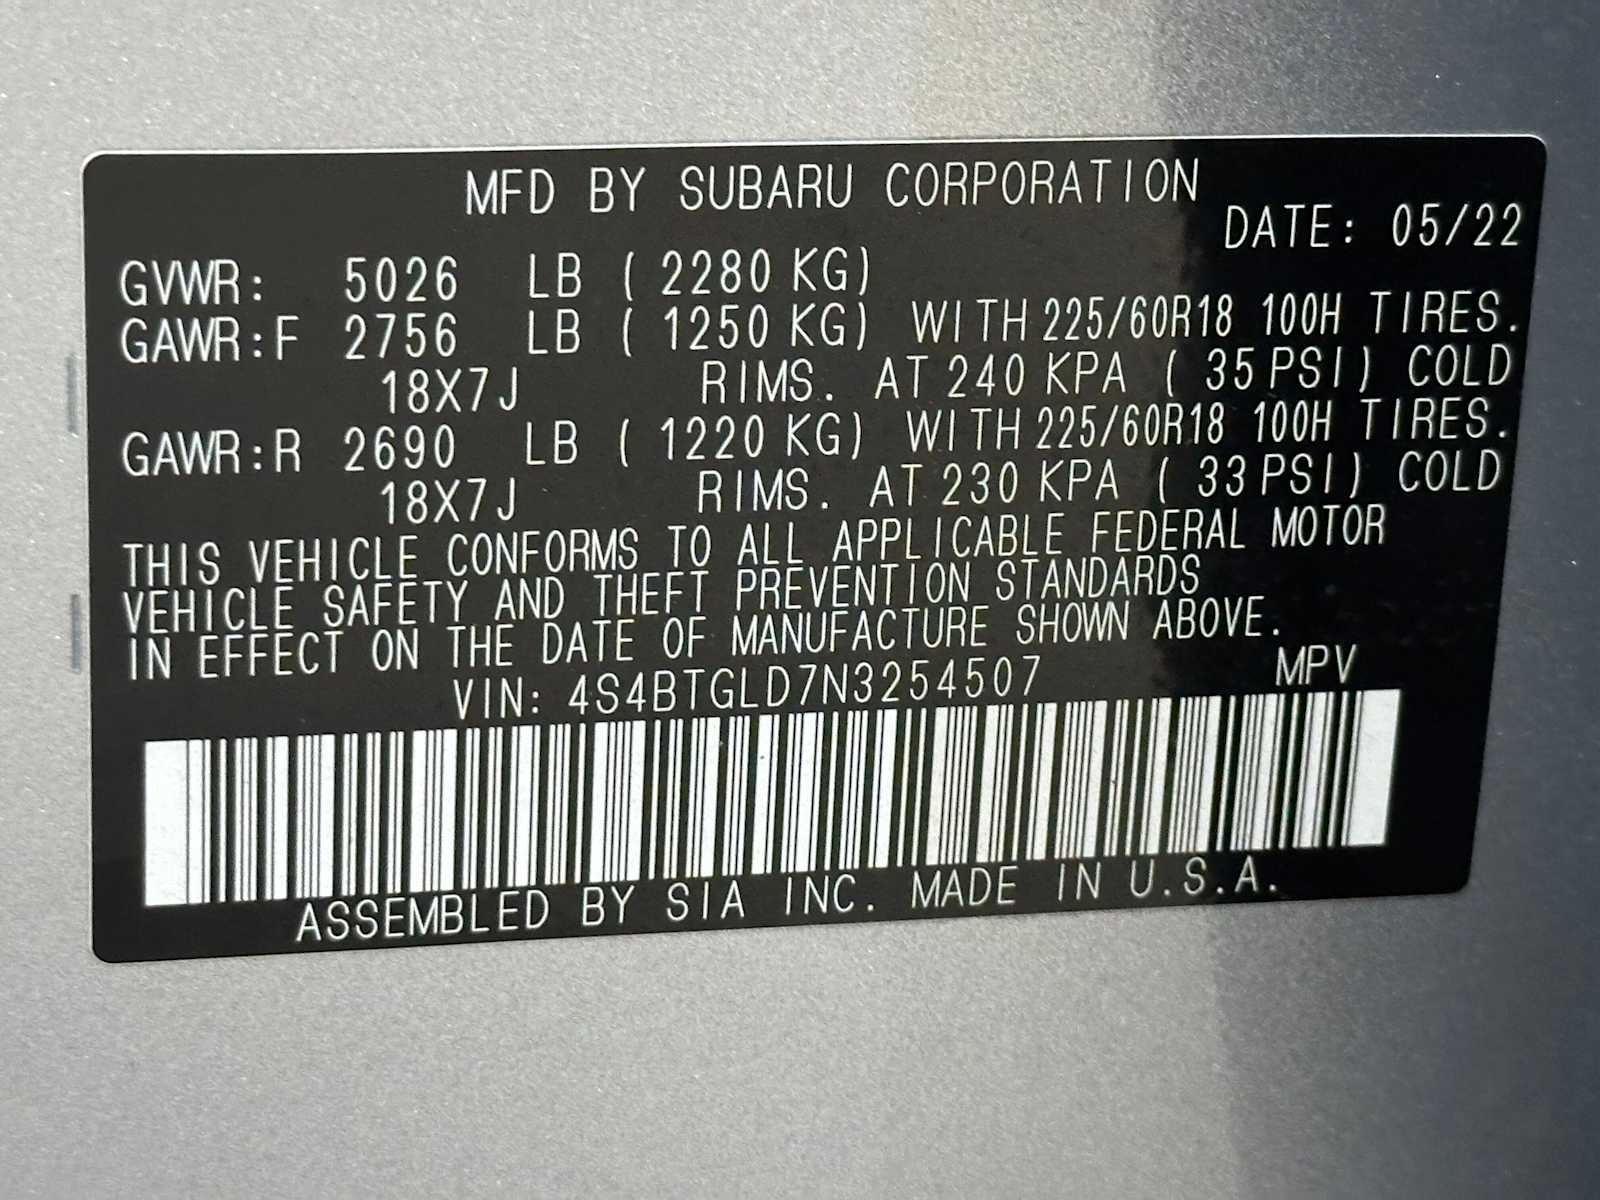 MFD BY SUBARU CORPORATION
DATE: 05/22
GVWR: 5026 LB ( 2280 KG)
GAWR:F 2756 LB ( 1250 KG) WITH 225/60R18 100H TIRES.
18X7J RIMS. AT 240 KPA ( 35 PSI) COLD
GAWR:R 2690 LB ( 1220 KG) WITH 225/60R18 100H TIRES.
18X7J RIMS. AT 230 KPA ( 33 PSI) COLD
THIS VEHICLE CONFORMS TO ALL APPLICABLE FEDERAL MOTOR
VEHICLE SAFETY AND THEFT PREVENTION STANDARDS
IN EFFECT ON THE DATE OF MANUFACTURE SHOWN ABOVE.
VIN: 4S4BTGLD7N3254507 MPV
ASSEMBLED BY SIA INC. MADE IN U.S.A.